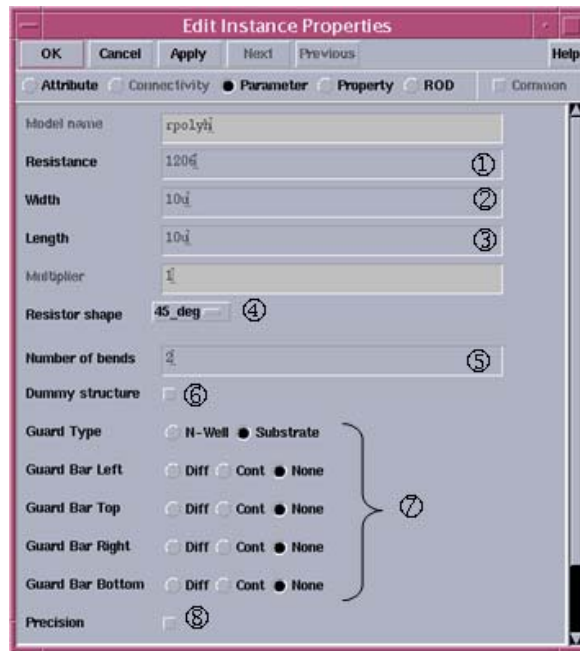 Edit Instance Properties
OK Cancel Apply Next Previous Help
Attribute Connectivity Parameter Property ROD Common
Model name rpolyh
Resistance 1206 ①
Width 10u ②
Length 10u ③
Multiplier 1
Resistor shape 45_deg ④
Number of bends 2 ⑤
Dummy structure ⑥
Guard Type N-Well Substrate
Guard Bar Left Diff Cont None
Guard Bar Top Diff Cont None ⑦
Guard Bar Right Diff Cont None
Guard Bar Bottom Diff Cont None
Precision ⑧